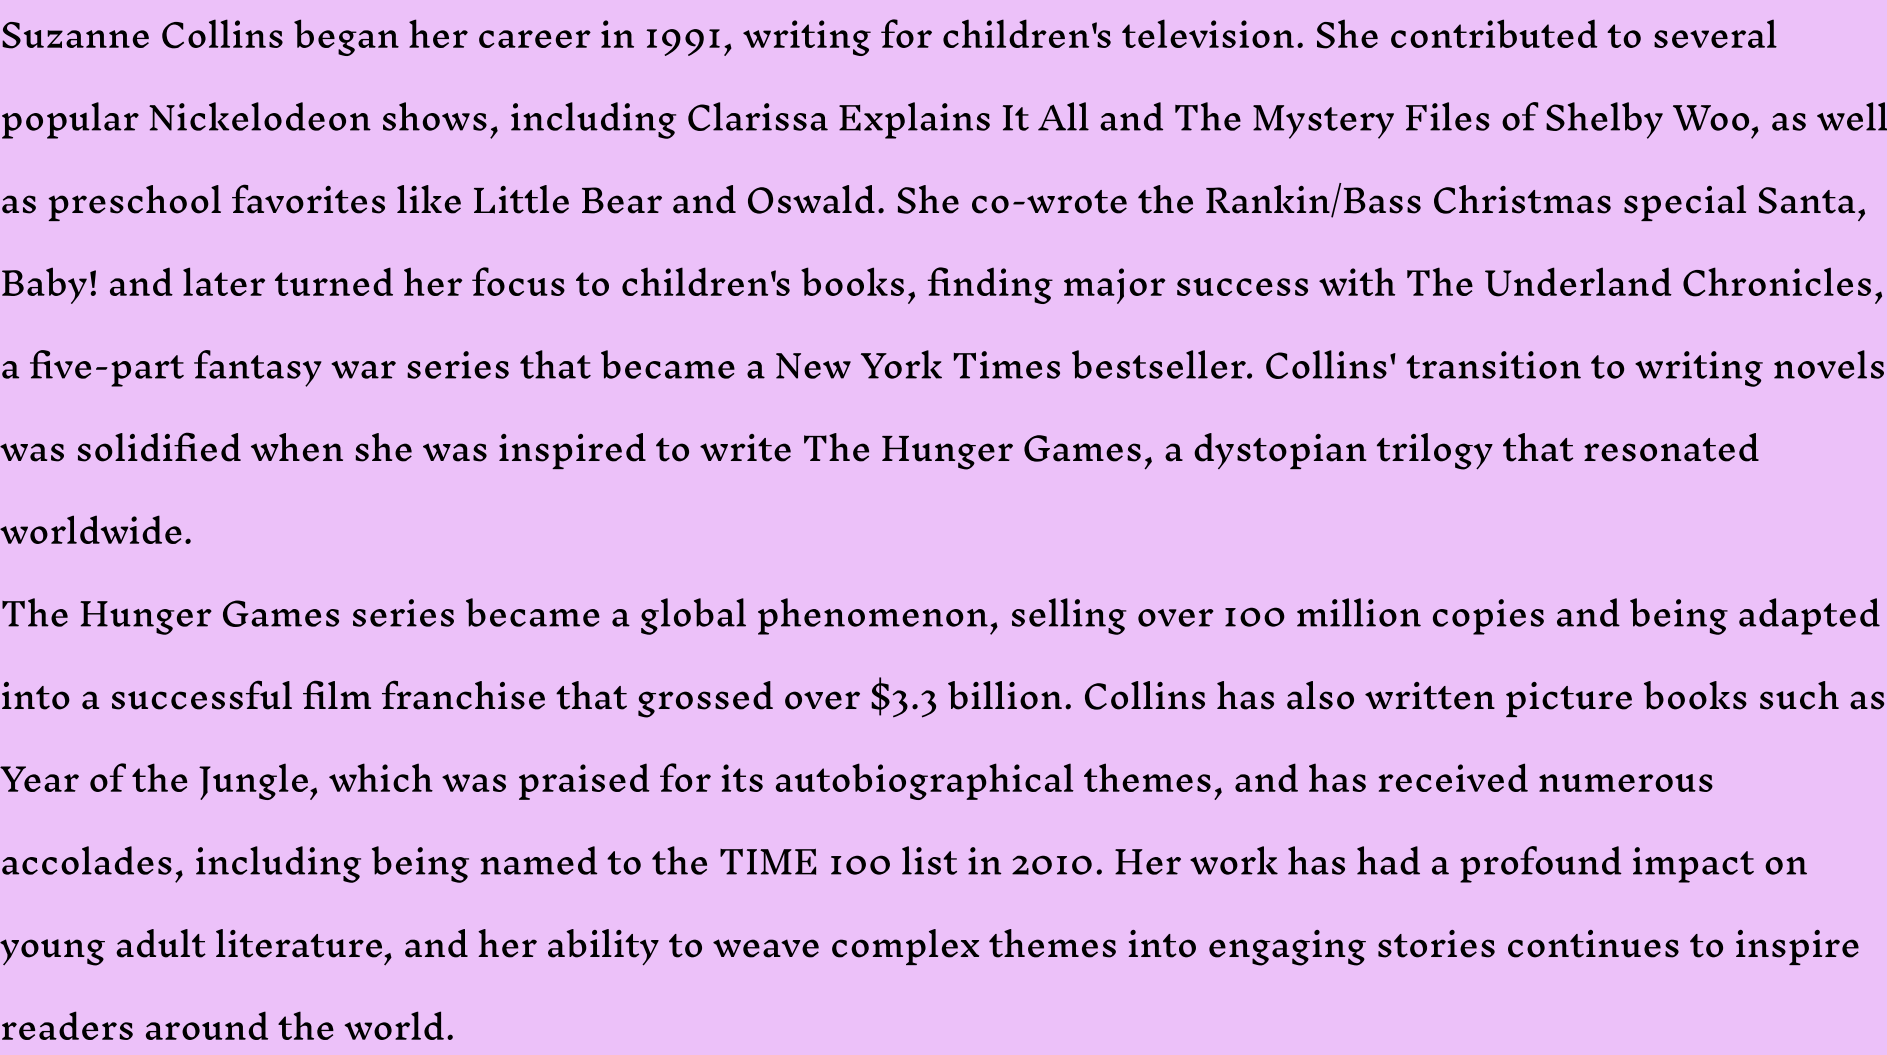 Suzanne Collins began her career in 1991, writing for children's television. She contributed to several
popular Nickelodeon shows, including Clarissa Explains It All and The Mystery Files of Shelby Woo, as well
as preschool favorites like Little Bear and Oswald. She co-wrote the Rankin/Bass Christmas special Santa,
Baby! and later turned her focus to children's books, finding major success with The Underland Chronicles,
a five-part fantasy war series that became a New York Times bestseller. Collins' transition to writing novels
was solidified when she was inspired to write The Hunger Games, a dystopian trilogy that resonated
worldwide.
The Hunger Games series became a global phenomenon, selling over 100 million copies and being adapted
into a successful film franchise that grossed over $3.3 billion. Collins has also written picture books such as
Year of the Jungle, which was praised for its autobiographical themes, and has received numerous
accolades, including being named to the TIME 100 list in 2010. Her work has had a profound impact on
young adult literature, and her ability to weave complex themes into engaging stories continues to inspire
readers around the world.